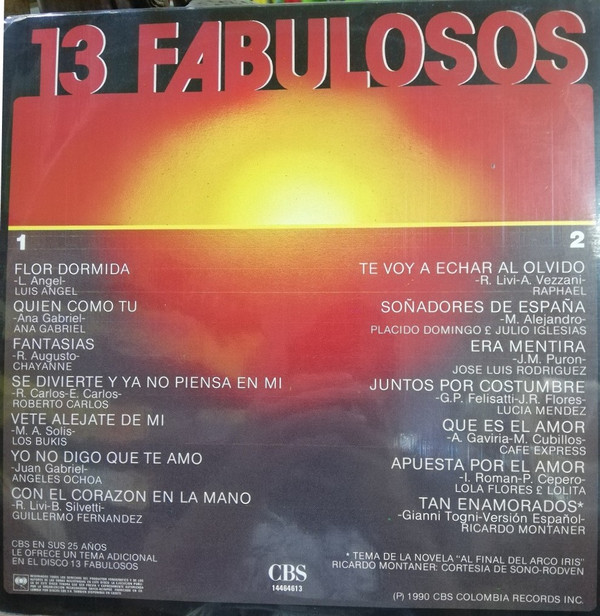 13 FABULOSOS
1
FLOR DORMIDA
-L. Angel-
LUIS ANGEL
QUIEN COMO TU
-Ana Gabriel-
ANA GABRIEL
FANTASIAS
-R. Augusto-
CHAYANNE
SE DIVIERTE Y YA NO PIENSA EN MI
-R. Carlos-E. Carlos-
ROBERTO CARLOS
VETE ALEJATE DE MI
-M. A. Solis-
LOS BUKIS
YO NO DIGO QUE TE AMO
-Juan Gabriel-
ANGELES OCHOA
CON EL CORAZON EN LA MANO
-R. Livi-B. Silvetti-
GUILLERMO FERNANDEZ
2
TE VOY A ECHAR AL OLVIDO
-R. Livi-A. Vezzani-
RAPHAEL
SOÑADORES DE ESPAÑA
-M. Alejandro-
PLACIDO DOMINGO £ JULIO IGLESIAS
ERA MENTIRA
-J.M. Puron-
JOSE LUIS RODRIGUEZ
JUNTOS POR COSTUMBRE
-G.P. Felisatti-J.R. Flores-
LUCIA MENDEZ
QUE ES EL AMOR
-A. Gaviria-M. Cubillos-
CAFE EXPRESS
APUESTA POR EL AMOR
-I. Roman-P. Cepero-
LOLA FLORES £ LOLITA
TAN ENAMORADOS*
-Gianni Togni-Versión Español-
RICARDO MONTANER
CBS EN SUS 25 AÑOS
LE OFRECE UN TEMA ADICIONAL
EN EL DISCO 13 FABULOSOS
CBS
14464613
* TEMA DE LA NOVELA "AL FINAL DEL ARCO IRIS"
RICARDO MONTANER: CORTESIA DE SONO-RODVEN
(P) 1990 CBS COLOMBIA RECORDS INC.